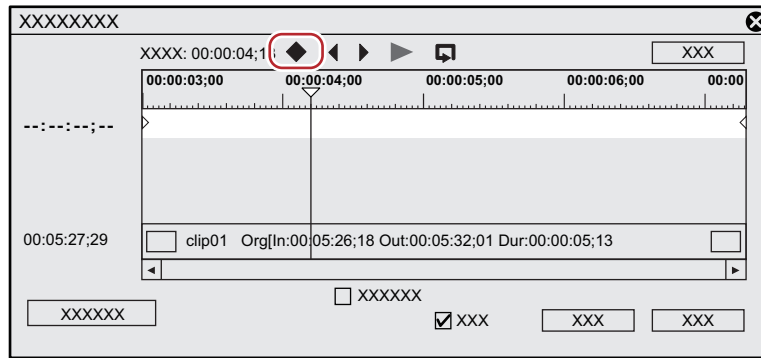 XXXXXXXX
XXXX: 00:00:04;18
XXX
00:00:03;00 00:00:04;00 00:00:05;00 00:00:06;00 00:00
--:--:--;--
00:05:27;29
clip01 Org[In:00:05:26;18 Out:00:05:32;01 Dur:00:00:05;13
XXXXXX
XXXXXX
XXX
XXX
XXX